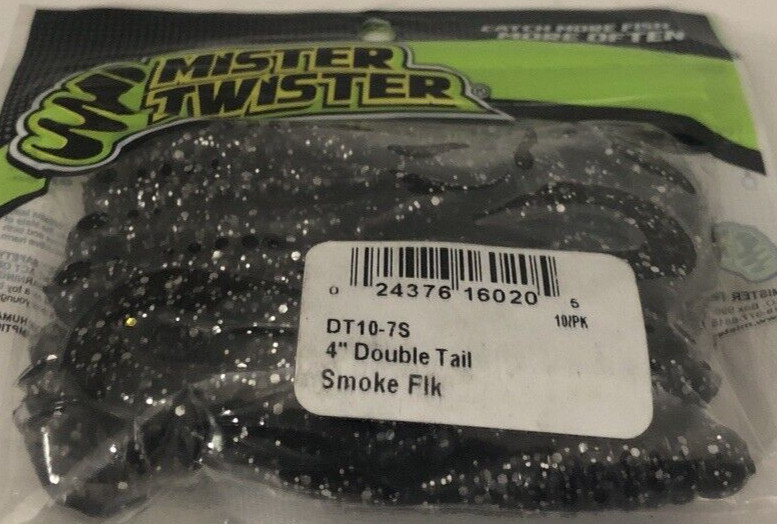 CATCH MORE FISH
MORE OFTEN
MISTER
TWISTER®
0 24376 16020 5
10/PK
DT10-7S
4" Double Tail
Smoke Flk